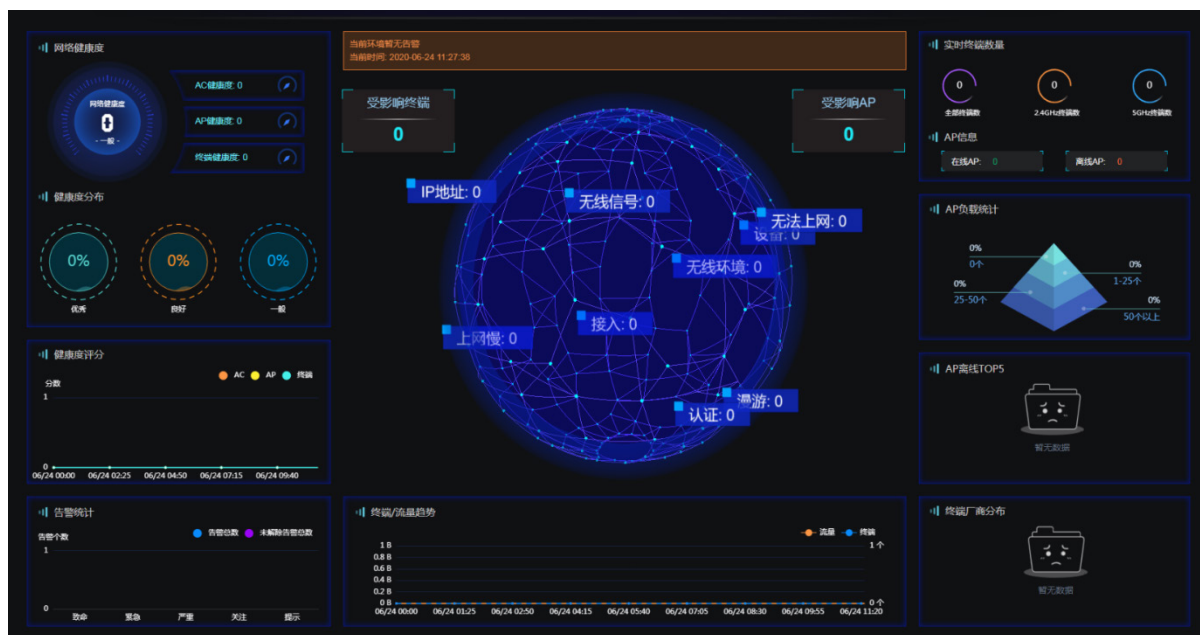 网络健康度
网络健康度
0
- 一般 -
AC健康度: 0
AP健康度: 0
终端健康度: 0
健康度分布
0%
0%
0%
优秀
良好
一般
健康度评分
AC AP 终端
分数
1
0
06/24 00:00 06/24 02:25 06/24 04:50 06/24 07:15 06/24 09:40
告警统计
告警总数 未解除告警总数
告警个数
1
0
致命 紧急 严重 关注 提示
当前环境暂无告警
当前时间: 2020-06-24 11:27:38
受影响终端
0
受影响AP
0
IP地址: 0
无线信号: 0
无法上网: 0
设备: 0
无线环境: 0
接入: 0
上网慢: 0
漫游: 0
认证: 0
终端/流量趋势
流量 终端
1 B
0.8 B
0.6 B
0.4 B
0.2 B
0 B
1 个
0 个
06/24 00:00 06/24 01:25 06/24 02:50 06/24 04:15 06/24 05:40 06/24 07:05 06/24 08:30 06/24 09:55 06/24 11:20
实时终端数量
0
0
0
全部终端数
2.4GHz终端数
5GHz终端数
AP信息
在线AP: 0
离线AP: 0
AP负载统计
0%
0个
0%
1-25个
0%
25-50个
0%
50个以上
AP离线TOP5
暂无数据
终端厂商分布
暂无数据